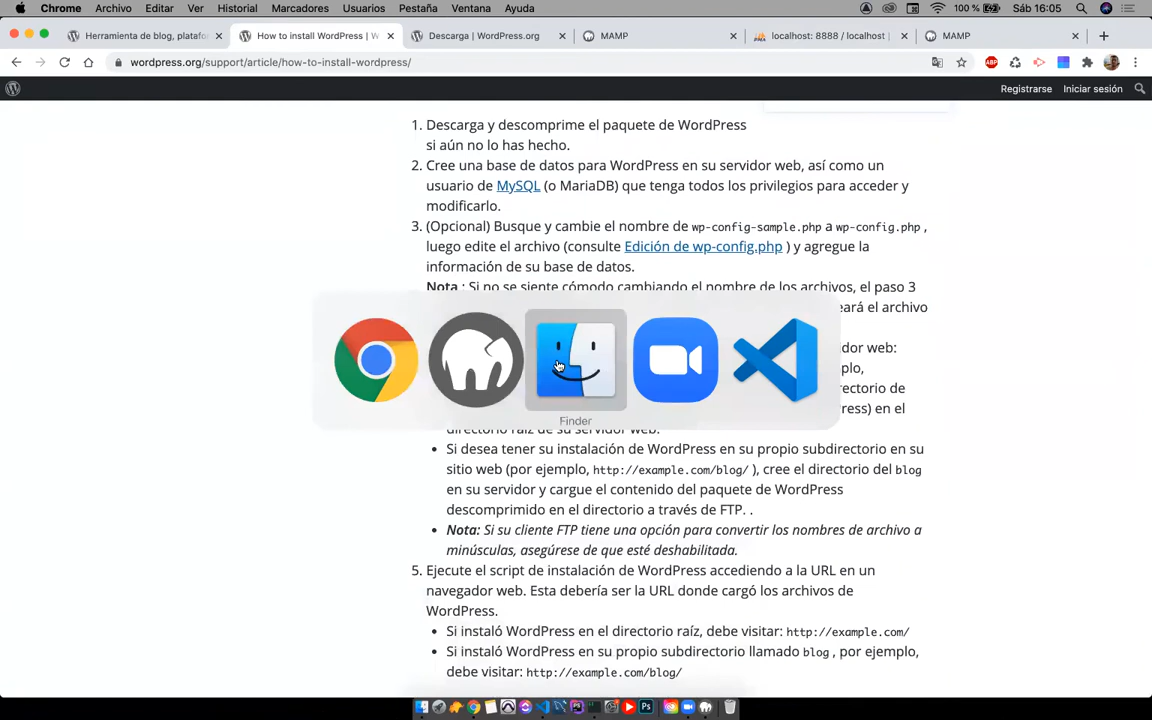 Chrome Archivo Editar Ver Historial Marcadores Usuarios Pestaña Ventana Ayuda 100 % Sáb 16:05
Herramienta de blog, platafo
How to install WordPress | W
Descarga | WordPress.org
MAMP
localhost: 8888 / localhost |
MAMP
wordpress.org/support/article/how-to-install-wordpress/
ABP
Registrarse Iniciar sesión
1. Descarga y descomprime el paquete de WordPress
si aún no lo has hecho.
2. Cree una base de datos para WordPress en su servidor web, así como un
usuario de MySQL (o MariaDB) que tenga todos los privilegios para acceder y
modificarlo.
3. (Opcional) Busque y cambie el nombre de wp-config-sample.php a wp-config.php ,
luego edite el archivo (consulte Edición de wp-config.php ) y agregue la
información de su base de datos.
Nota : Si no se siente cómodo cambiando el nombre de los archivos, el paso 3
eará el archivo
idor web:
plo,
rectorio de
ress) en el
directorio raíz de su servidor web.
Finder
• Si desea tener su instalación de WordPress en su propio subdirectorio en su
sitio web (por ejemplo, http://example.com/blog/ ), cree el directorio del blog
en su servidor y cargue el contenido del paquete de WordPress
descomprimido en el directorio a través de FTP. .
• Nota: Si su cliente FTP tiene una opción para convertir los nombres de archivo a
minúsculas, asegúrese de que esté deshabilitada.
5. Ejecute el script de instalación de WordPress accediendo a la URL en un
navegador web. Esta debería ser la URL donde cargó los archivos de
WordPress.
• Si instaló WordPress en el directorio raíz, debe visitar: http://example.com/
• Si instaló WordPress en su propio subdirectorio llamado blog , por ejemplo,
debe visitar: http://example.com/blog/
Ps